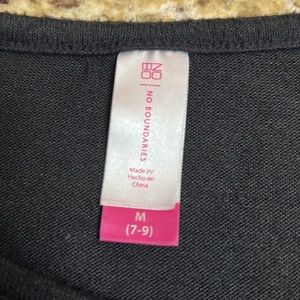 NO
BO
NO BOUNDARIES
Made in/
Hecho en
China
M
(7-9)